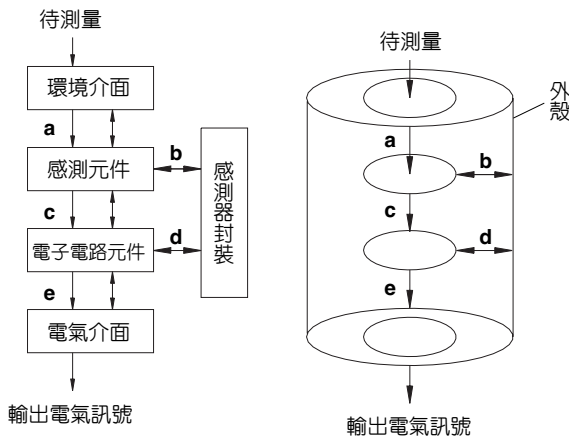 待測量
環境介面
a
感測元件
b
c
電子電路元件
d
感測器封裝
e
電氣介面
輸出電氣訊號
待測量
外殼
a
b
c
d
e
輸出電氣訊號